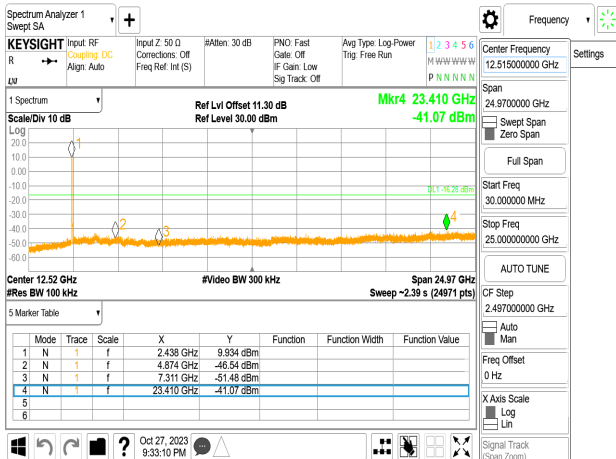 Spectrum Analyzer 1
Swept SA
Frequency
Settings
KEYSIGHT
Input: RF
Coupling: DC
Align: Auto
Input Z: 50 Ω
Corrections: Off
Freq Ref: Int (S)
#Atten: 30 dB
PNO: Fast
Gate: Off
IF Gain: Low
Sig Track: Off
Avg Type: Log-Power
Trig: Free Run
1 2 3 4 5 6
M W W W W W
P N N N N N
R
LXI
1 Spectrum
Scale/Div 10 dB
Ref Lvl Offset 11.30 dB
Ref Level 30.00 dBm
Mkr4 23.410 GHz
-41.07 dBm
Log
20.0
10.0
0.00
-10.0
-20.0
-30.0
-40.0
-50.0
-60.0
1
2
3
4
Center 12.52 GHz
#Video BW 300 kHz
Span 24.97 GHz
#Res BW 100 kHz
Sweep ~2.39 s (24971 pts)
5 Marker Table
Mode Trace Scale X Y Function Function Width Function Value
1 N 1 f 2.438 GHz 9.934 dBm
2 N 1 f 4.874 GHz -46.54 dBm
3 N 1 f 7.311 GHz -51.48 dBm
4 N 1 f 23.410 GHz -41.07 dBm
5
6
Oct 27, 2023
9:33:10 PM
Center Frequency
12.515000000 GHz
Span
24.9700000 GHz
Swept Span
Zero Span
Full Span
Start Freq
30.000000 MHz
Stop Freq
25.000000000 GHz
AUTO TUNE
CF Step
2.497000000 GHz
Auto
Man
Freq Offset
0 Hz
X Axis Scale
Log
Lin
Signal Track
(Span Zoom)